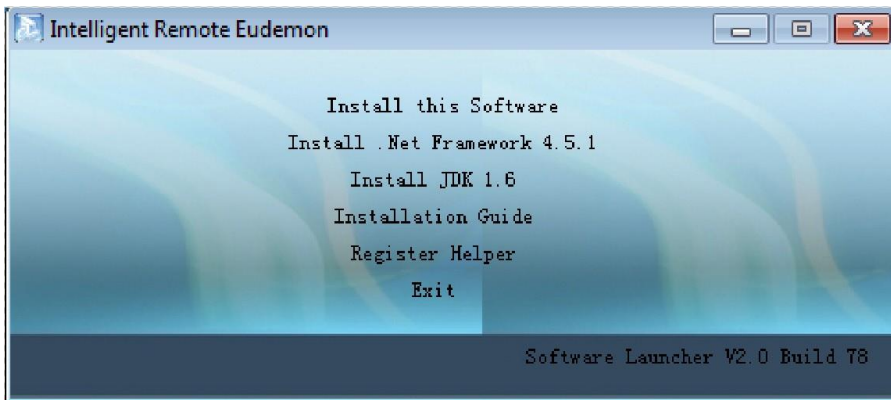 Intelligent Remote Eudemon
Install this Software
Install .Net Framework 4.5.1
Install JDK 1.6
Installation Guide
Register Helper
Exit
Software Launcher V2.0 Build 78